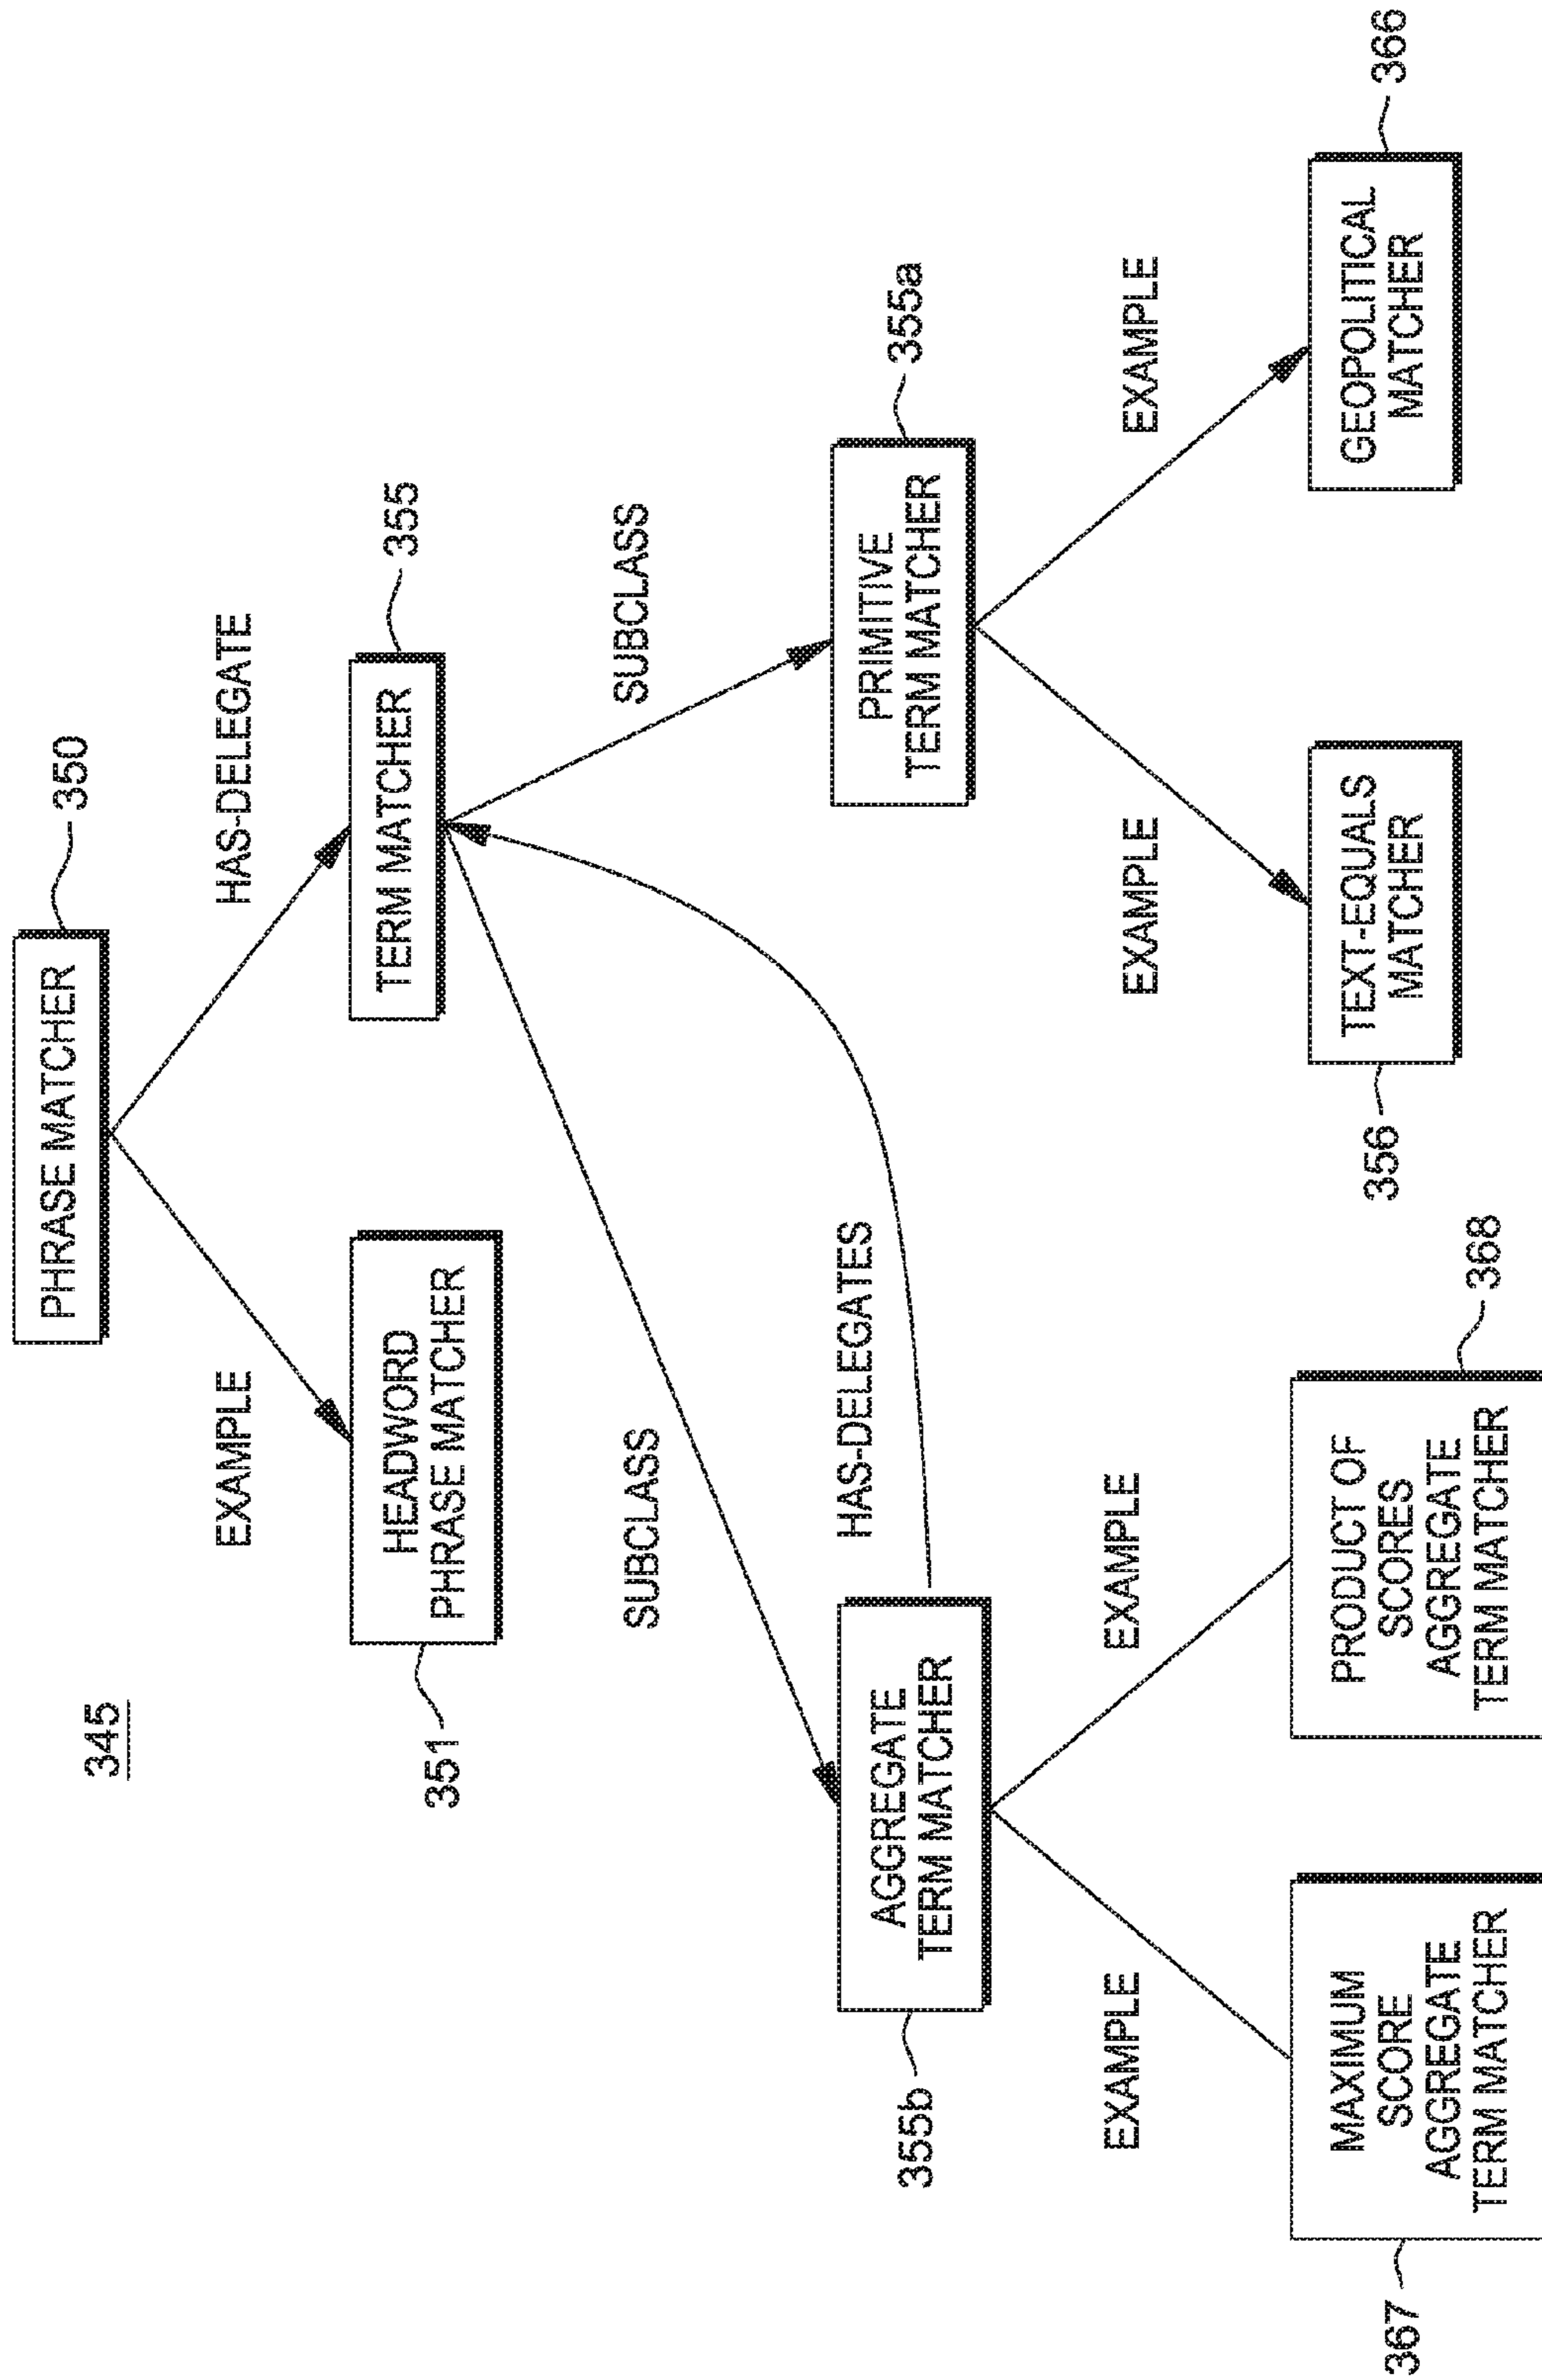 345
PHRASE MATCHER
350
EXAMPLE
HAS-DELEGATE
351
HEADWORD
PHRASE MATCHER
TERM MATCHER
355
SUBCLASS
SUBCLASS
355b
AGGREGATE
TERM MATCHER
HAS-DELEGATES
PRIMITIVE
TERM MATCHER
355a
EXAMPLE
EXAMPLE
EXAMPLE
EXAMPLE
367
MAXIMUM
SCORE
AGGREGATE
TERM MATCHER
PRODUCT OF
SCORES
AGGREGATE
TERM MATCHER
368
356
TEXT-EQUALS
MATCHER
GEOPOLITICAL
MATCHER
366